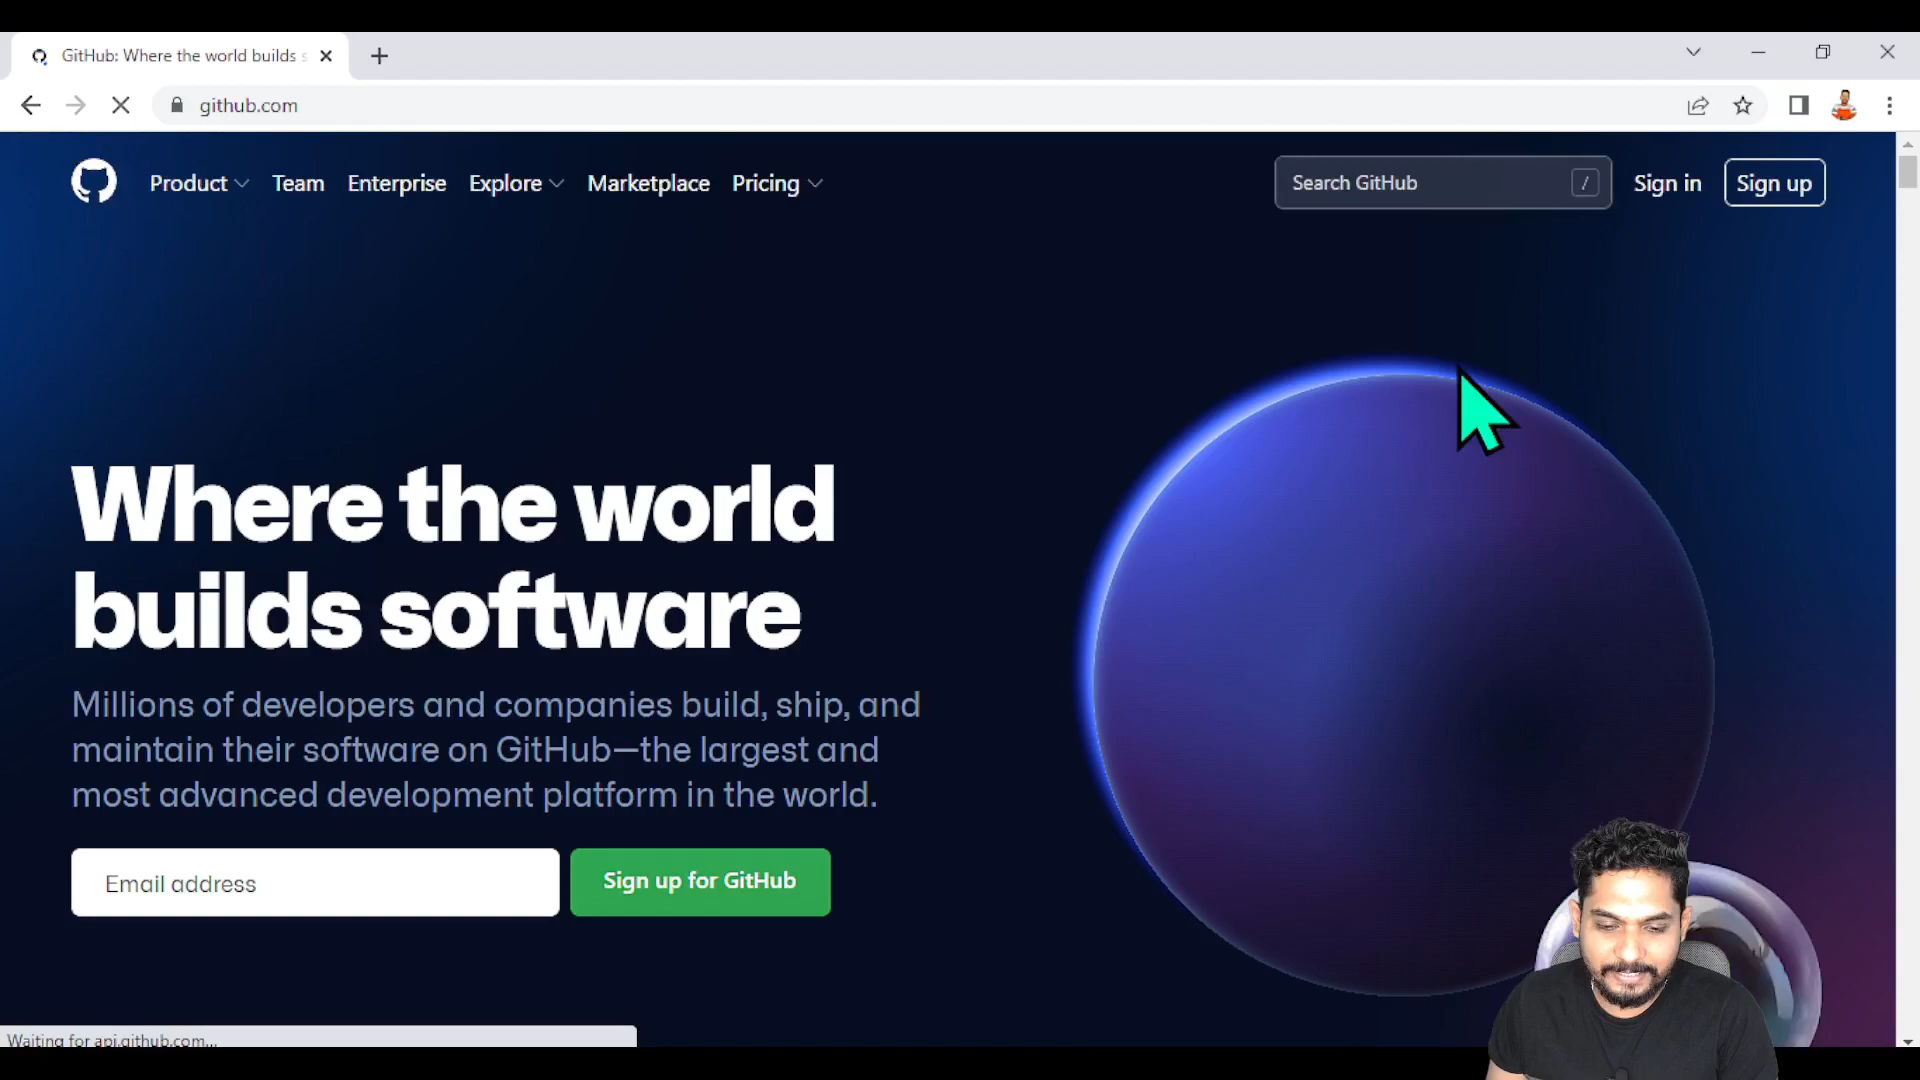 GitHub: Where the world builds s
github.com
Product Team Enterprise Explore Marketplace Pricing
Search GitHub /
Sign in
Sign up
Where the world
builds software
Millions of developers and companies build, ship, and
maintain their software on GitHub—the largest and
most advanced development platform in the world.
Email address
Sign up for GitHub
Waiting for api.github.com...